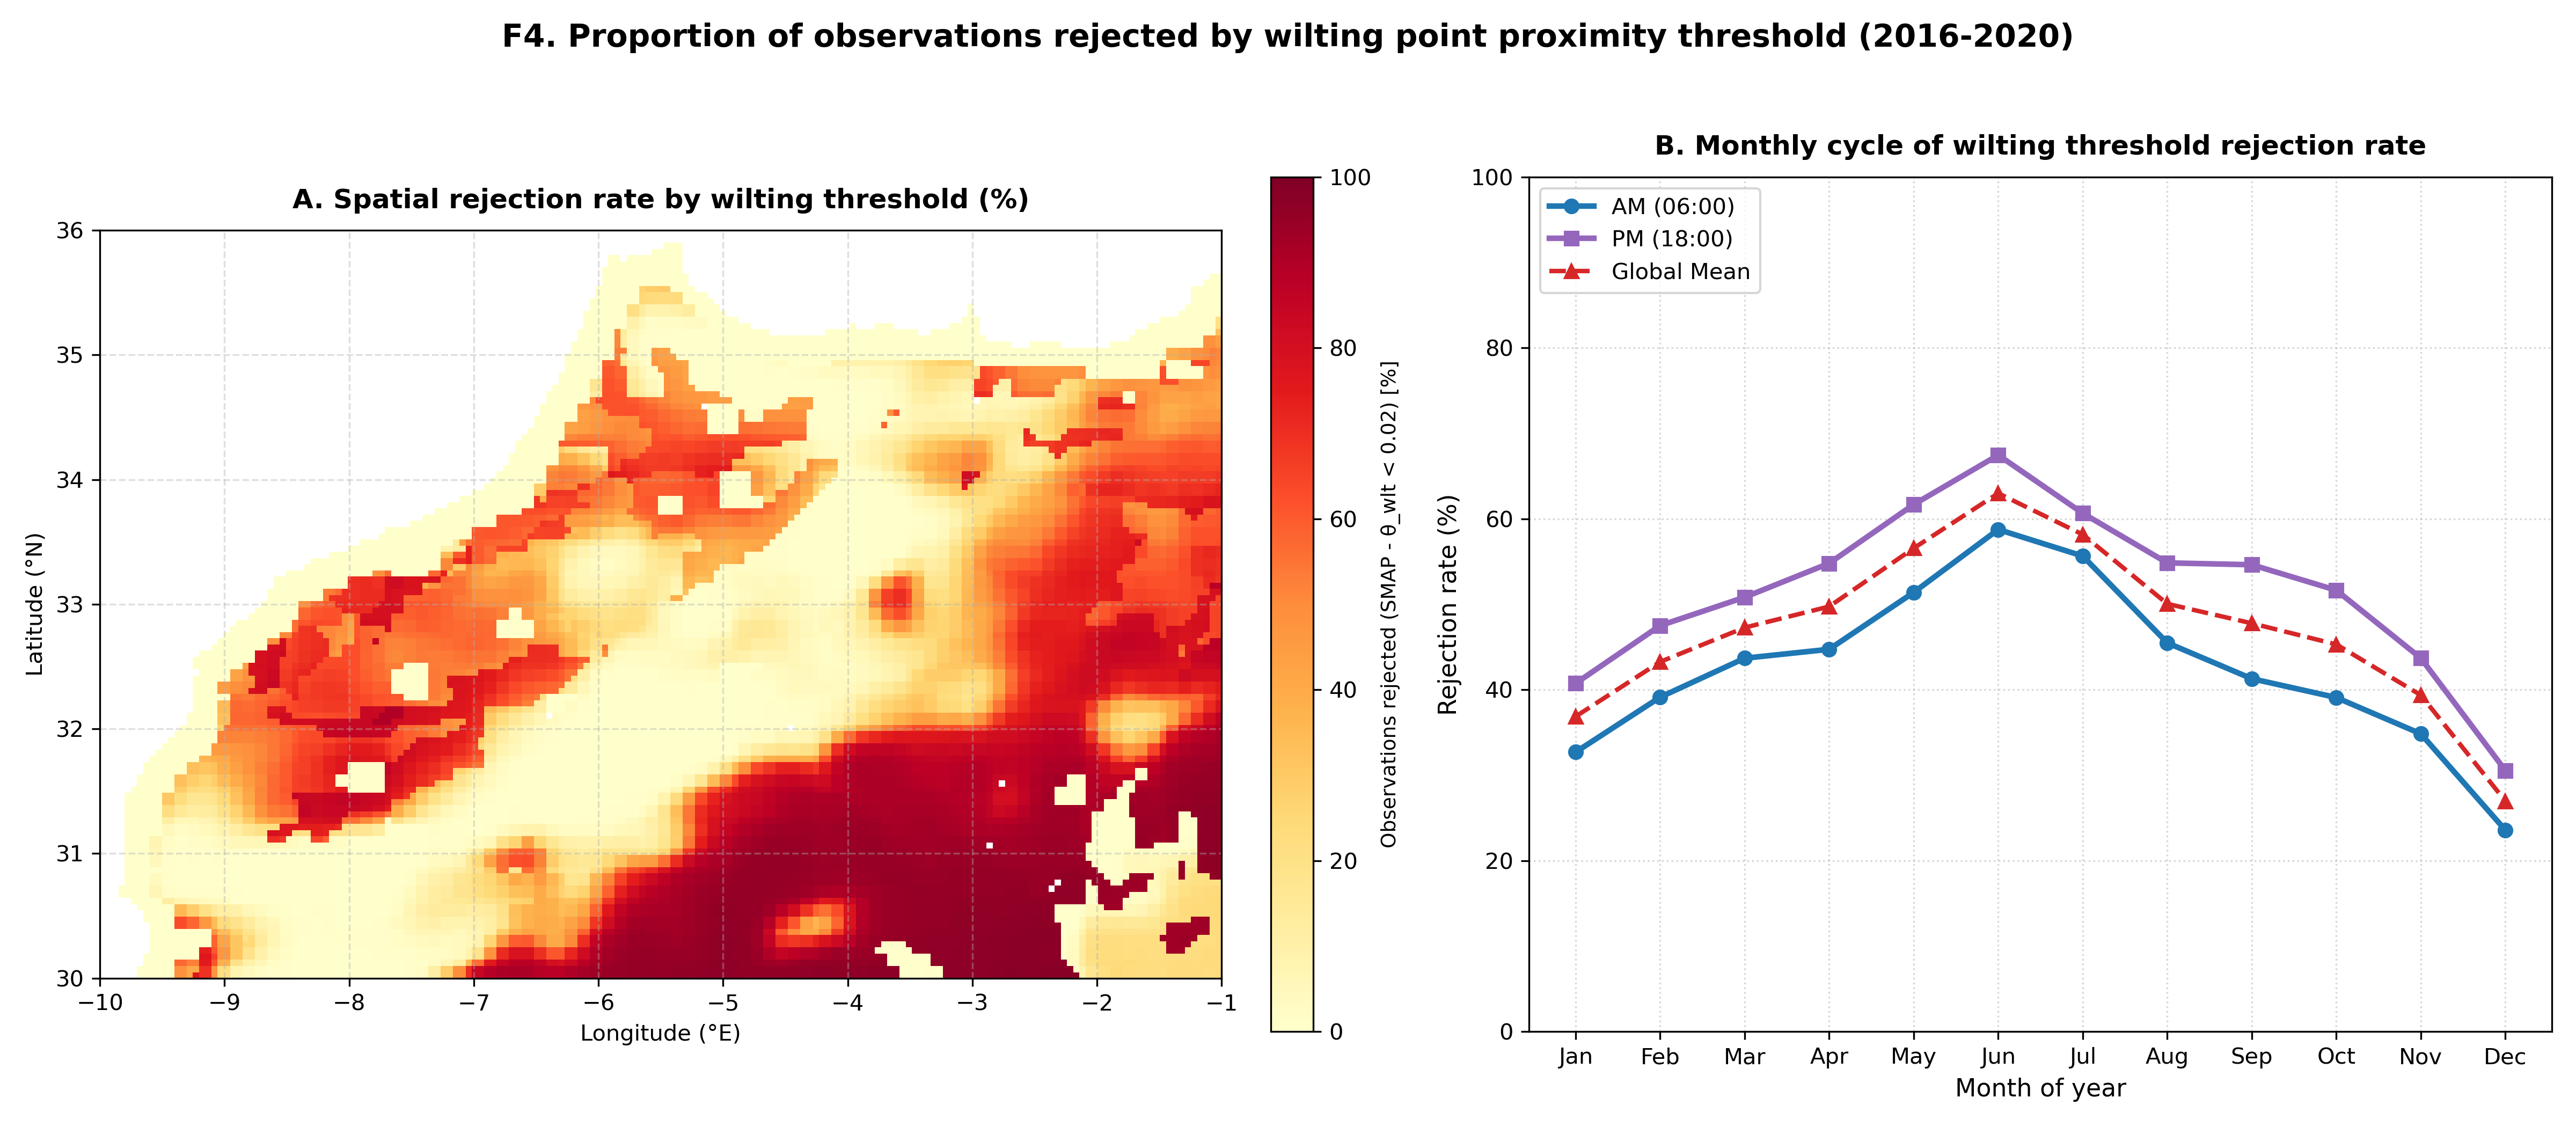 F4. Proportion of observations rejected by wilting point proximity threshold (2016-2020)
A. Spatial rejection rate by wilting threshold (%)
36
35
34
33
32
31
30
Latitude (°N)
−10
−9
−8
−7
−6
−5
−4
−3
−2
−1
Longitude (°E)
100
80
60
40
20
0
Observations rejected (SMAP - θ_wlt < 0.02) [%]
B. Monthly cycle of wilting threshold rejection rate
AM (06:00)
PM (18:00)
Global Mean
100
80
60
40
20
0
Rejection rate (%)
Jan
Feb
Mar
Apr
May
Jun
Jul
Aug
Sep
Oct
Nov
Dec
Month of year